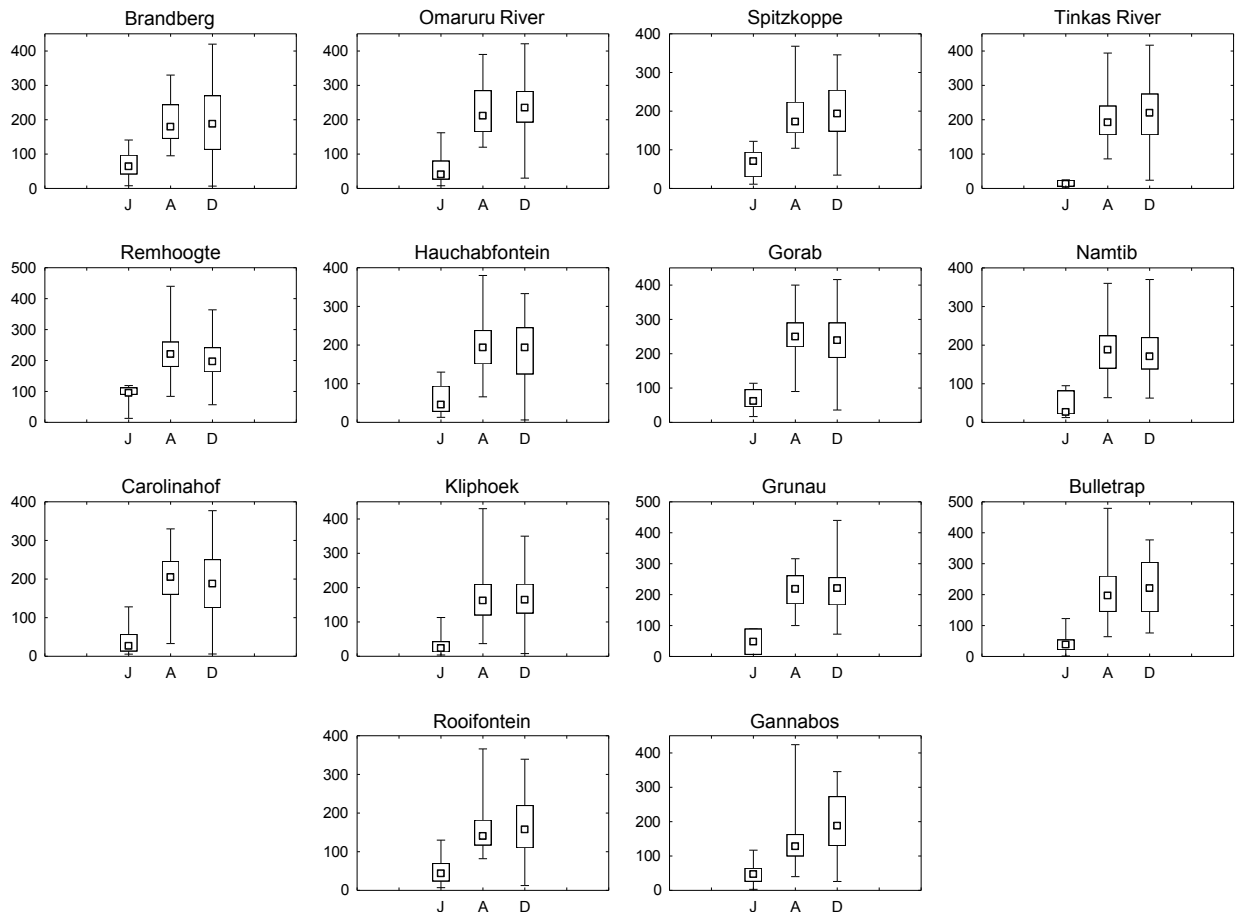 Brandberg
400
300
200
100
0
J A D
Omaruru River
400
300
200
100
0
J A D
Spitzkoppe
400
300
200
100
0
J A D
Tinkas River
400
300
200
100
0
J A D
Remhoogte
500
400
300
200
100
0
J A D
Hauchabfontein
400
300
200
100
0
J A D
Gorab
400
300
200
100
0
J A D
Namtib
400
300
200
100
0
J A D
Carolinahof
400
300
200
100
0
J A D
Kliphoek
400
300
200
100
0
J A D
Grunau
500
400
300
200
100
0
J A D
Bulletrap
500
400
300
200
100
0
J A D
Rooifontein
400
300
200
100
0
J A D
Gannabos
400
300
200
100
0
J A D